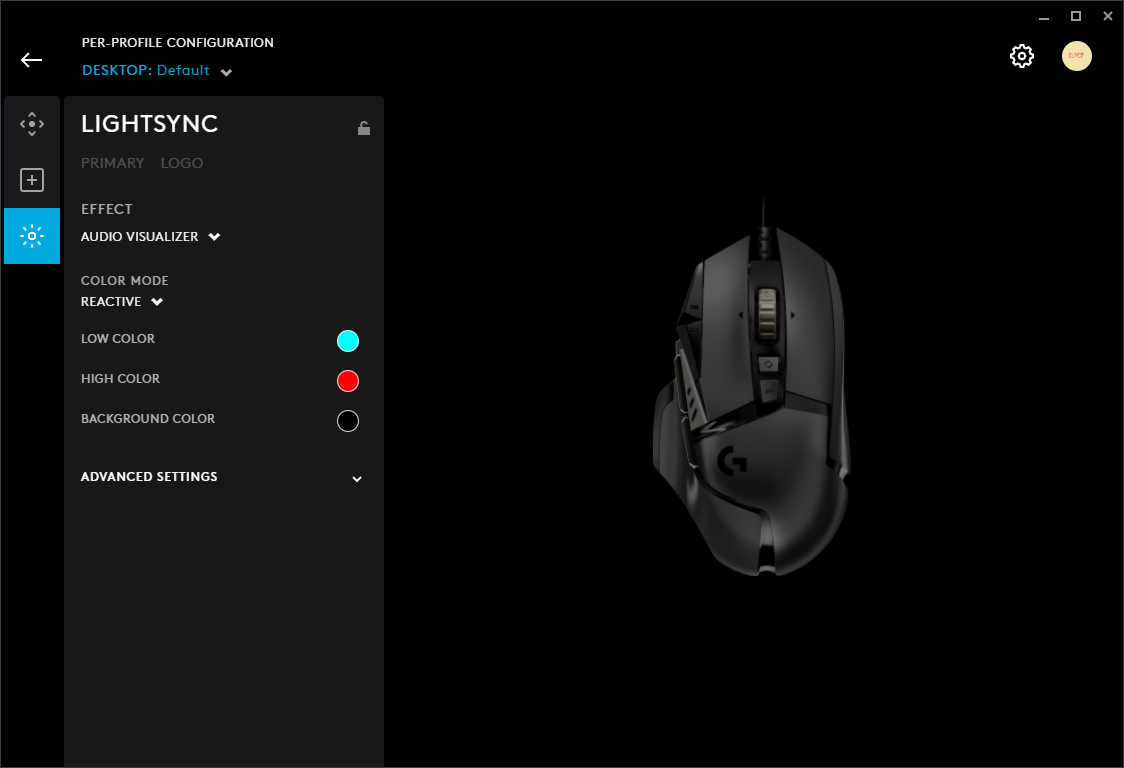 PER-PROFILE CONFIGURATION
DESKTOP: Default
LIGHTSYNC
PRIMARY LOGO
EFFECT
AUDIO VISUALIZER
COLOR MODE
REACTIVE
LOW COLOR
HIGH COLOR
BACKGROUND COLOR
ADVANCED SETTINGS